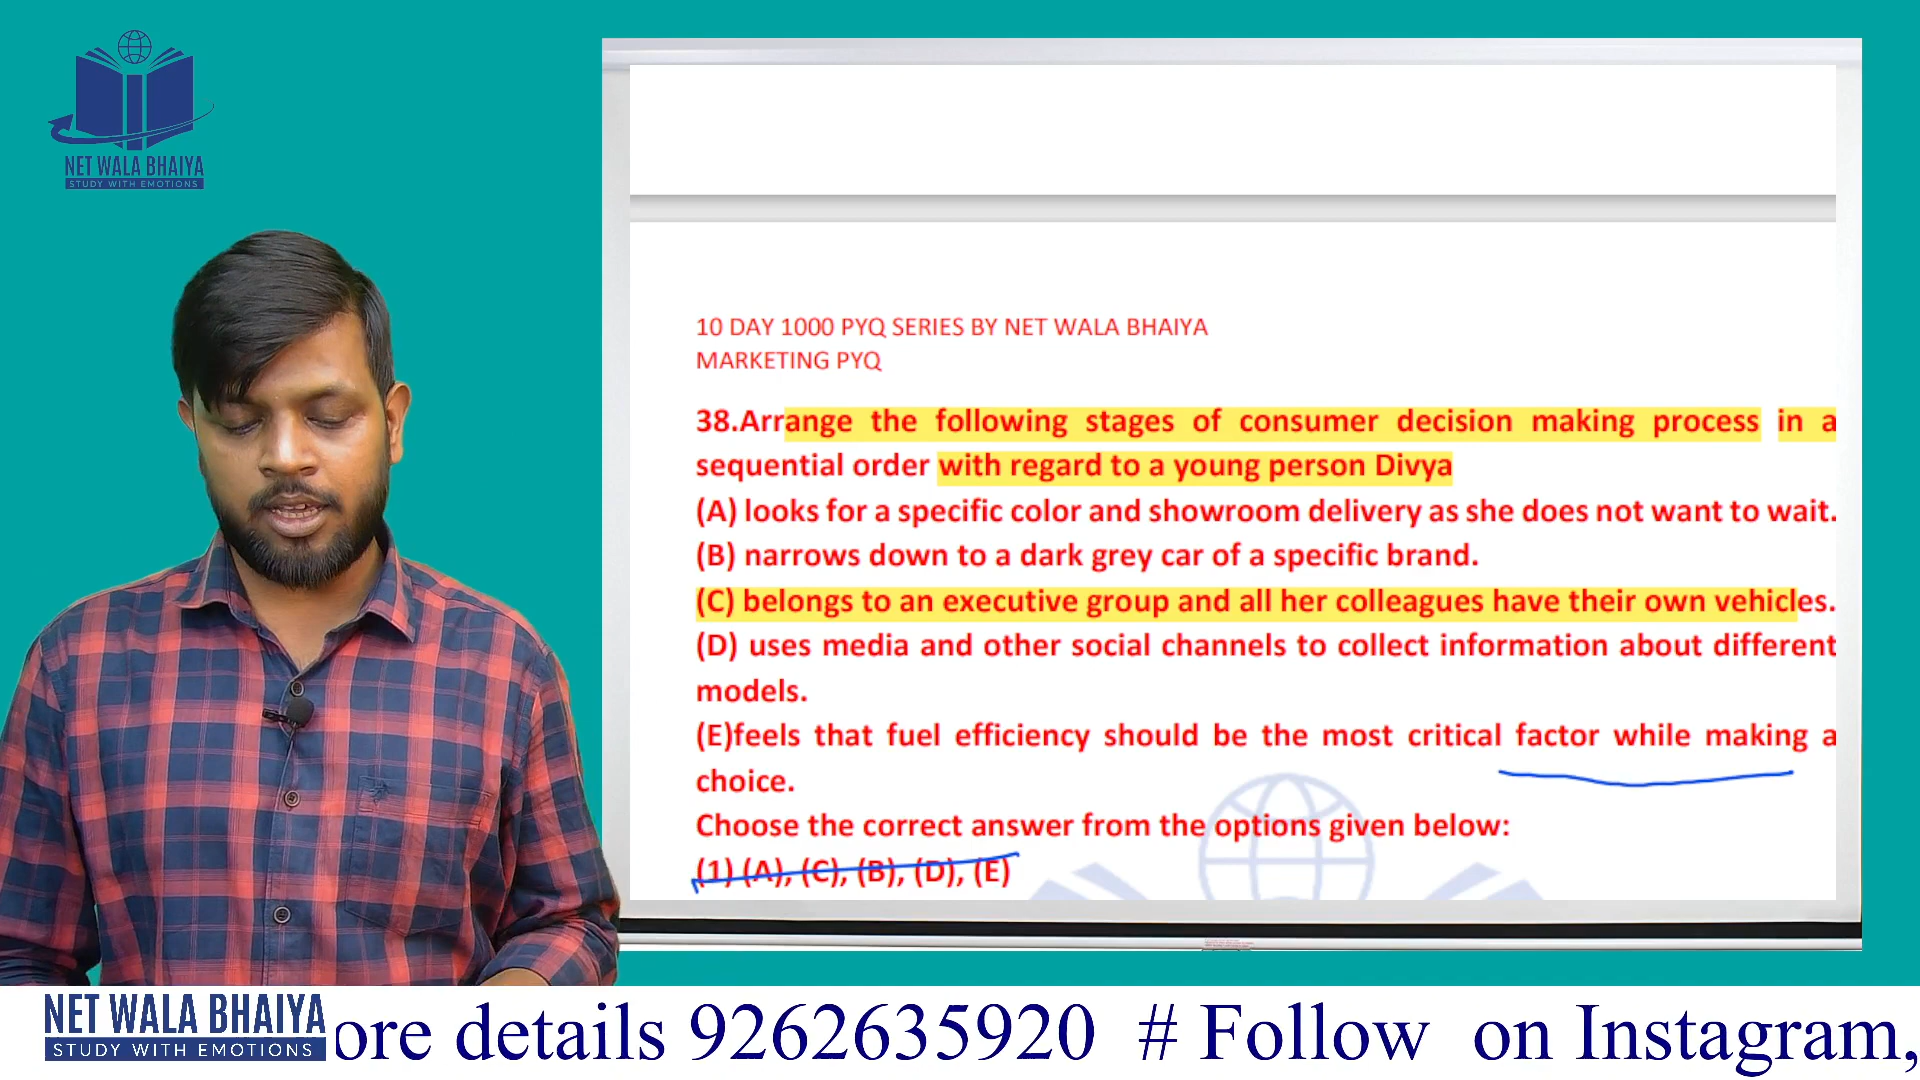 NET WALA BHAIYA
STUDY WITH EMOTIONS
10 DAY 1000 PYQ SERIES BY NET WALA BHAIYA
MARKETING PYQ
38.Arrange the following stages of consumer decision making process in a
sequential order with regard to a young person Divya
(A) looks for a specific color and showroom delivery as she does not want to wait.
(B) narrows down to a dark grey car of a specific brand.
(C) belongs to an executive group and all her colleagues have their own vehicles.
(D) uses media and other social channels to collect information about different
models.
(E)feels that fuel efficiency should be the most critical factor while making a
choice.
Choose the correct answer from the options given below:
(1) (A), (C), (B), (D), (E)
NET WALA BHAIYA
STUDY WITH EMOTIONS
ore details 9262635920 # Follow on Instagram,